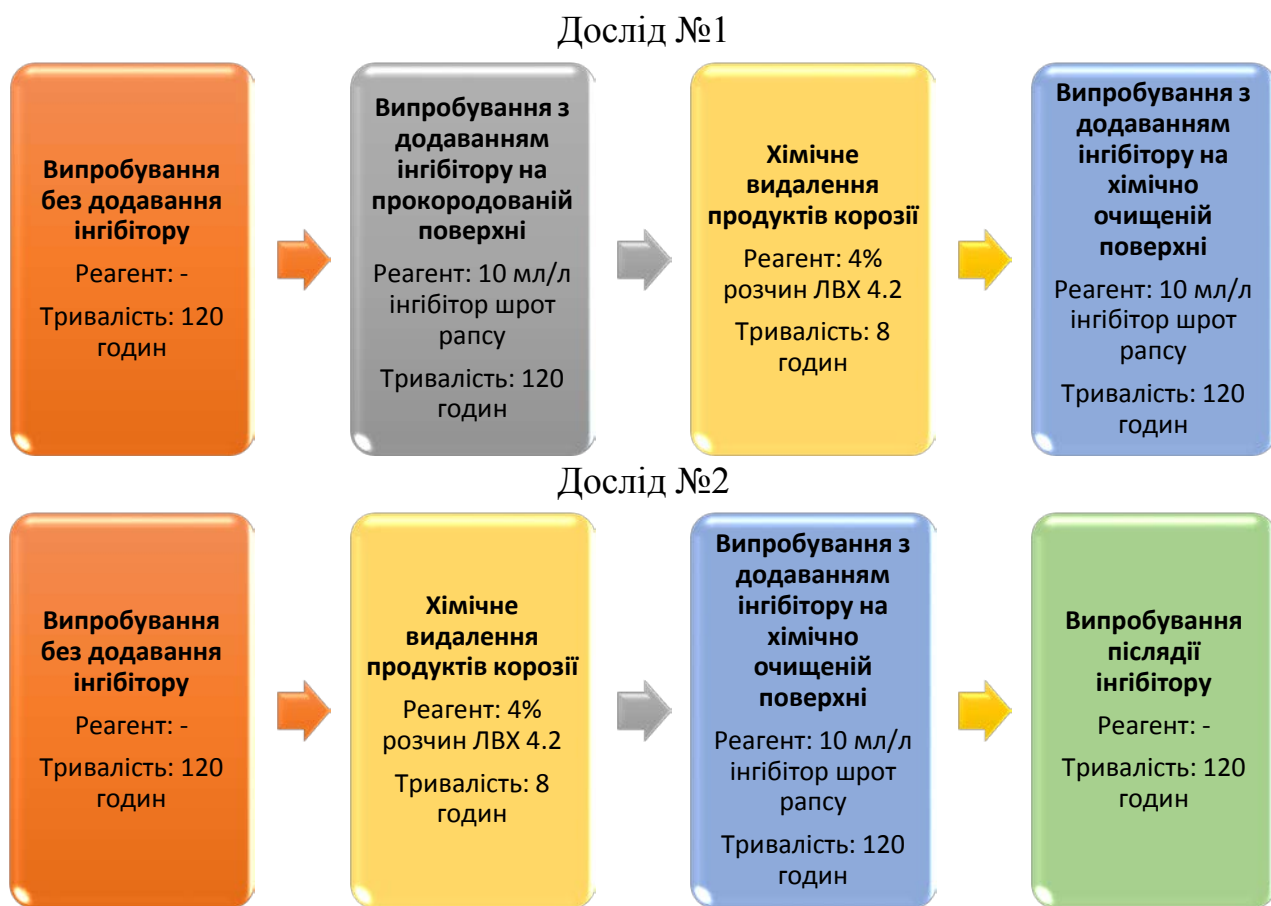 Дослід №1
Випробування
без додавання
інгібітору
Реагент: -
Тривалість: 120
годин
Випробування з
додаванням
інгібітору на
прокородованій
поверхні
Реагент: 10 мл/л
інгібітор шрот
рапсу
Тривалість: 120
годин
Хімічне
видалення
продуктів корозії
Реагент: 4%
розчин ЛВХ 4.2
Тривалість: 8
годин
Випробування з
додаванням
інгібітору на
хімічно
очищеній
поверхні
Реагент: 10 мл/л
інгібітор шрот
рапсу
Тривалість: 120
годин
Дослід №2
Випробування
без додавання
інгібітору
Реагент: -
Тривалість: 120
годин
Хімічне
видалення
продуктів корозії
Реагент: 4%
розчин ЛВХ 4.2
Тривалість: 8
годин
Випробування з
додаванням
інгібітору на
хімічно
очищеній
поверхні
Реагент: 10 мл/л
інгібітор шрот
рапсу
Тривалість: 120
годин
Випробування
післядії
інгібітору
Реагент: -
Тривалість: 120
годин